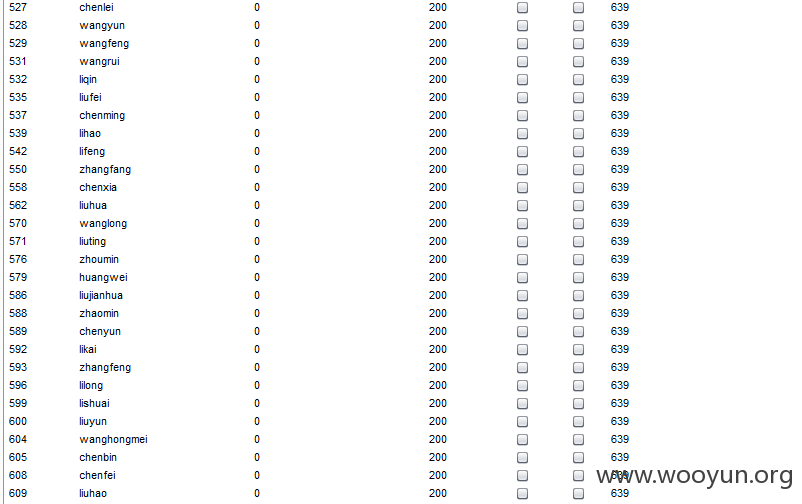 527 chenlei 0 200 639
528 wangyun 0 200 639
529 wangfeng 0 200 639
531 wangrui 0 200 639
532 liqin 0 200 639
535 liufei 0 200 639
537 chenming 0 200 639
539 lihao 0 200 639
542 lifeng 0 200 639
550 zhangfang 0 200 639
558 chenxia 0 200 639
562 liuhua 0 200 639
570 wanglong 0 200 639
571 liuting 0 200 639
576 zhoumin 0 200 639
579 huangwei 0 200 639
586 liujianhua 0 200 639
588 zhaomin 0 200 639
589 chenyun 0 200 639
592 likai 0 200 639
593 zhangfeng 0 200 639
596 lilong 0 200 639
599 lishuai 0 200 639
600 liuyun 0 200 639
604 wanghongmei 0 200 639
605 chenbin 0 200 639
608 chenfei 0 200 639
www.wooyun.org
609 liuhao 0 200 639